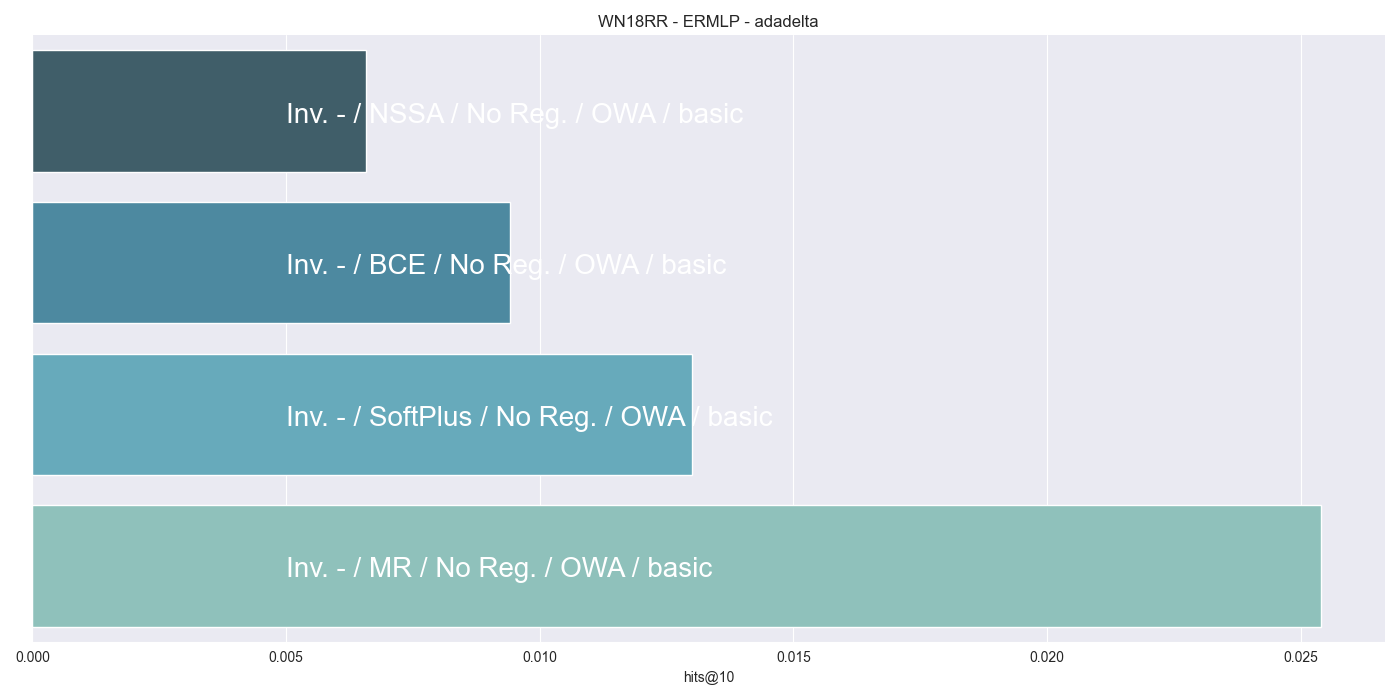 WN18RR - ERMLP - adadelta
Inv. - / NSSA / No Reg. / OWA / basic
Inv. - / BCE / No Reg. / OWA / basic
Inv. - / SoftPlus / No Reg. / OWA / basic
Inv. - / MR / No Reg. / OWA / basic
0.000 0.005 0.010 0.015 0.020 0.025
hits@10